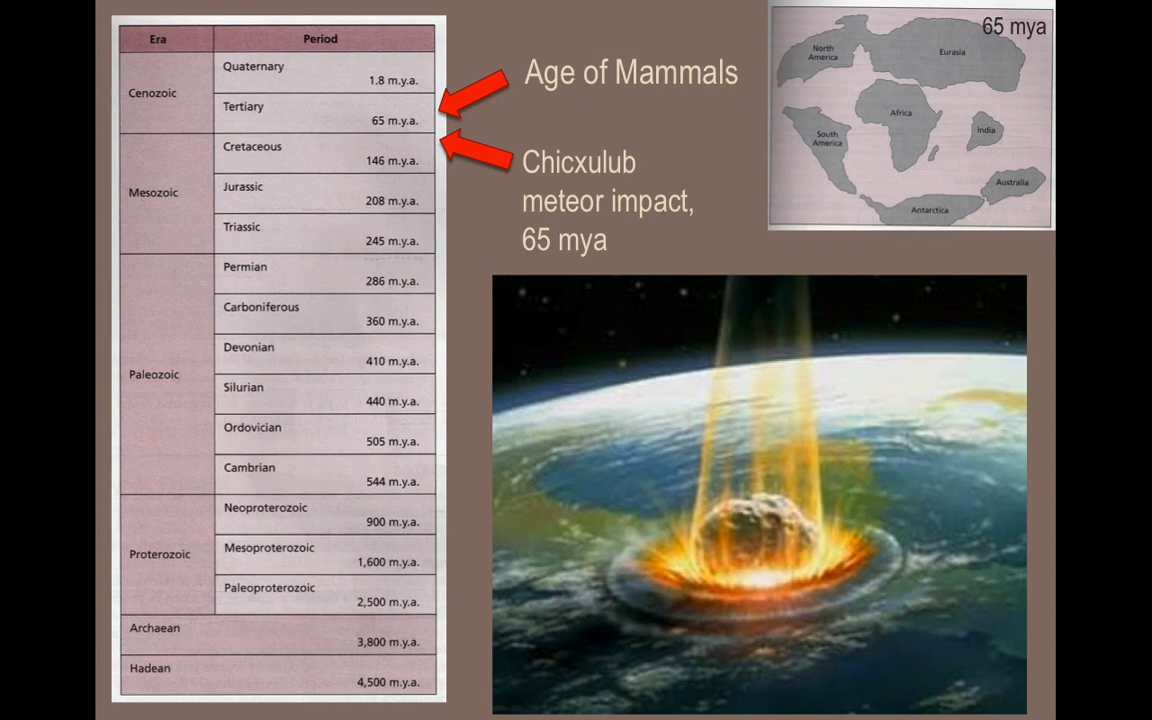 Era Period
Cenozoic
Quaternary
1.8 m.y.a.
Tertiary
65 m.y.a.
Mesozoic
Cretaceous
146 m.y.a.
Jurassic
208 m.y.a.
Triassic
245 m.y.a.
Paleozoic
Permian
286 m.y.a.
Carboniferous
360 m.y.a.
Devonian
410 m.y.a.
Silurian
440 m.y.a.
Ordovician
505 m.y.a.
Cambrian
544 m.y.a.
Proterozoic
Neoproterozoic
900 m.y.a.
Mesoproterozoic
1,600 m.y.a.
Paleoproterozoic
2,500 m.y.a.
Archaean
3,800 m.y.a.
Hadean
4,500 m.y.a.
Age of Mammals
Chicxulub
meteor impact,
65 mya
65 mya
North
America
Eurasia
Africa
India
South
America
Australia
Antarctica